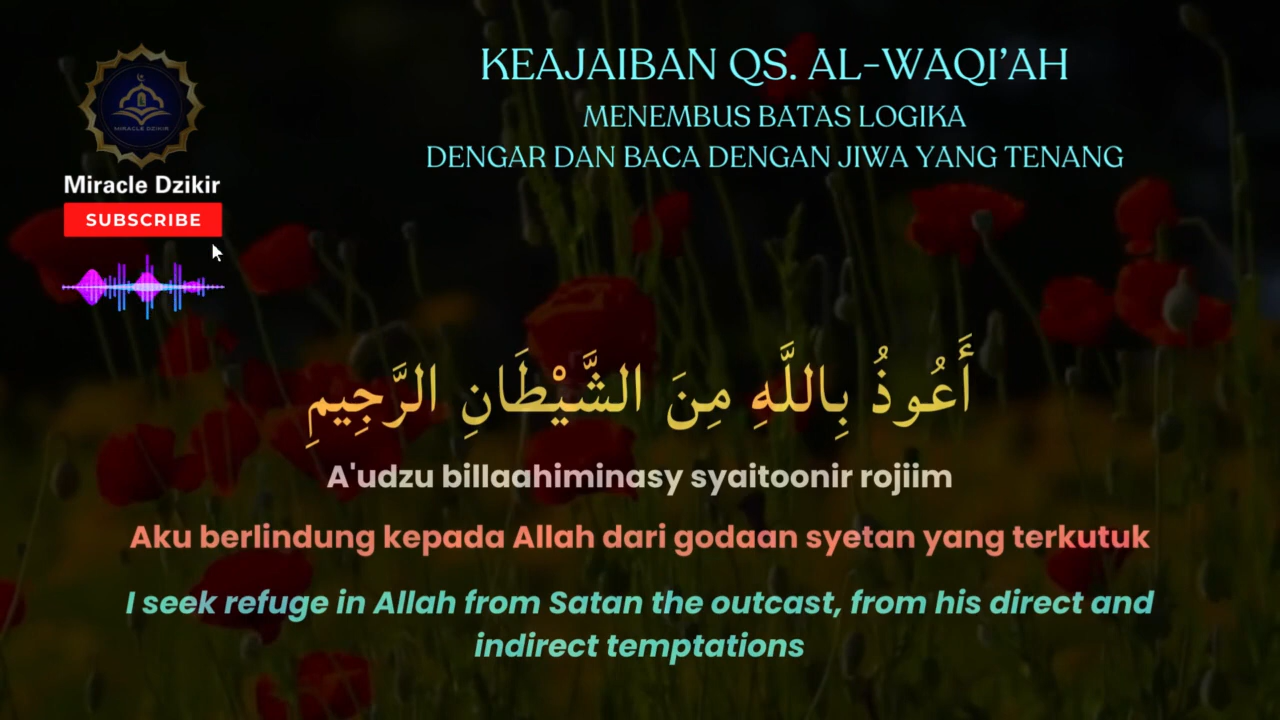 KEAJAIBAN QS. AL-WAQI'AH
MENEMBUS BATAS LOGIKA
DENGAR DAN BACA DENGAN JIWA YANG TENANG
MIRACLE DZIKIR
Miracle Dzikir
SUBSCRIBE
أَعُوذُ بِاللَّهِ مِنَ الشَّيْطَانِ الرَّجِيمِ
A'udzu billaahiminasy syaitoonir rojiim
Aku berlindung kepada Allah dari godaan syetan yang terkutuk
I seek refuge in Allah from Satan the outcast, from his direct and
indirect temptations